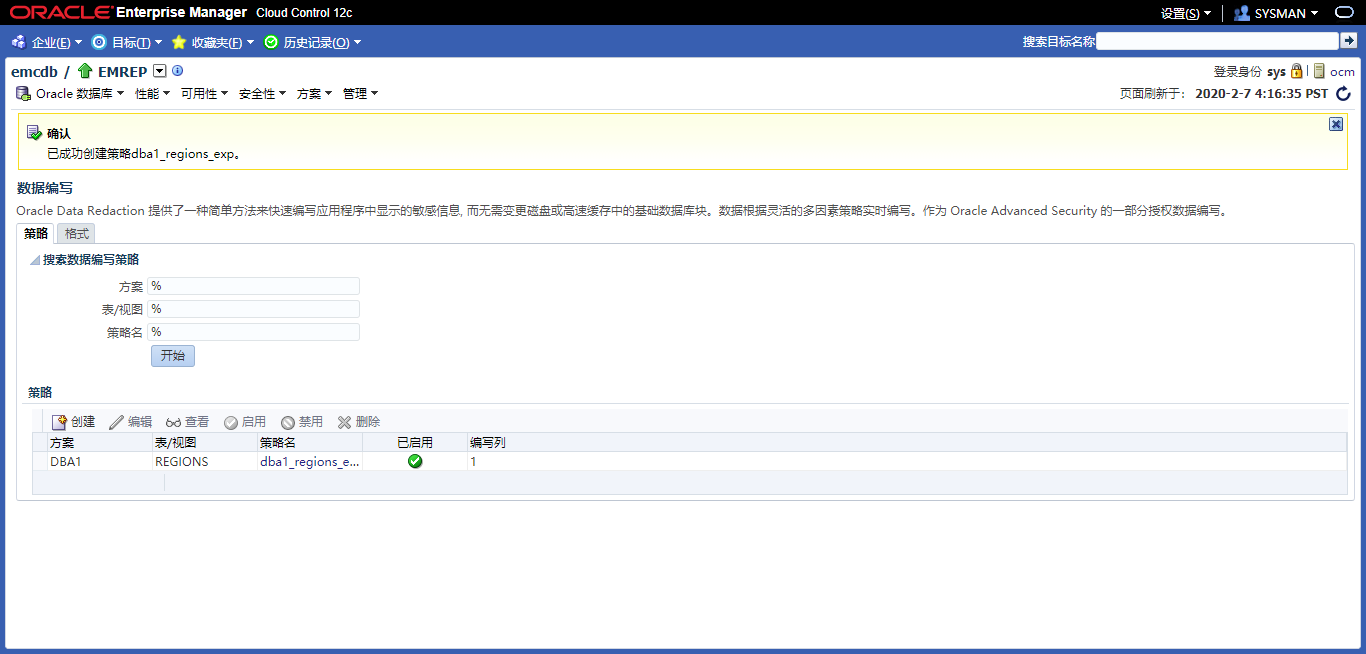 ORACLE Enterprise Manager Cloud Control 12c 设置(S) SYSMAN
企业(E) 目标(T) 收藏夹(F) 历史记录(O) 搜索目标名称
emcdb / EMREP 登录身份 sys ocm
Oracle 数据库 性能 可用性 安全性 方案 管理 页面刷新于: 2020-2-7 4:16:35 PST
确认
已成功创建策略dba1_regions_exp。
数据编写
Oracle Data Redaction 提供了一种简单方法来快速编写应用程序中显示的敏感信息, 而无需变更磁盘或高速缓存中的基础数据库块。数据根据灵活的多因素策略实时编写。作为 Oracle Advanced Security 的一部分授权数据编写。
策略 格式
搜索数据编写策略
方案 %
表/视图 %
策略名 %
开始
策略
创建 编辑 查看 启用 禁用 删除
方案 表/视图 策略名 已启用 编写列
DBA1 REGIONS dba1_regions_e... 1